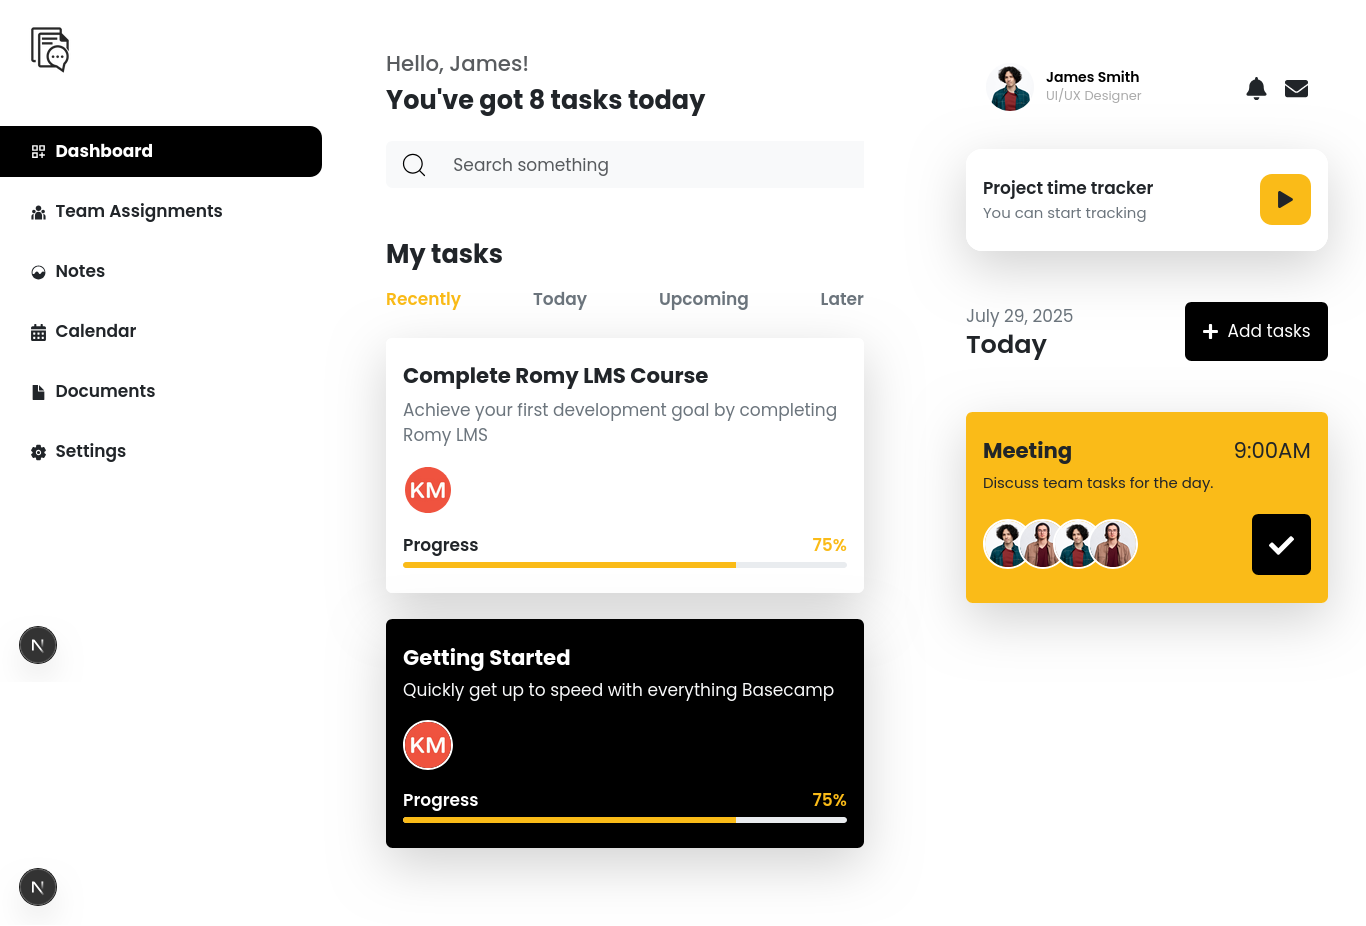 Dashboard
Team Assignments
Notes
Calendar
Documents
Settings
N
N
Hello, James!
You've got 8 tasks today
Search something
My tasks
Recently Today Upcoming Later
Complete Romy LMS Course
Achieve your first development goal by completing
Romy LMS
KM
Progress 75%
Getting Started
Quickly get up to speed with everything Basecamp
KM
Progress 75%
James Smith
UI/UX Designer
Project time tracker
You can start tracking
July 29, 2025
Today
Add tasks
Meeting 9:00AM
Discuss team tasks for the day.